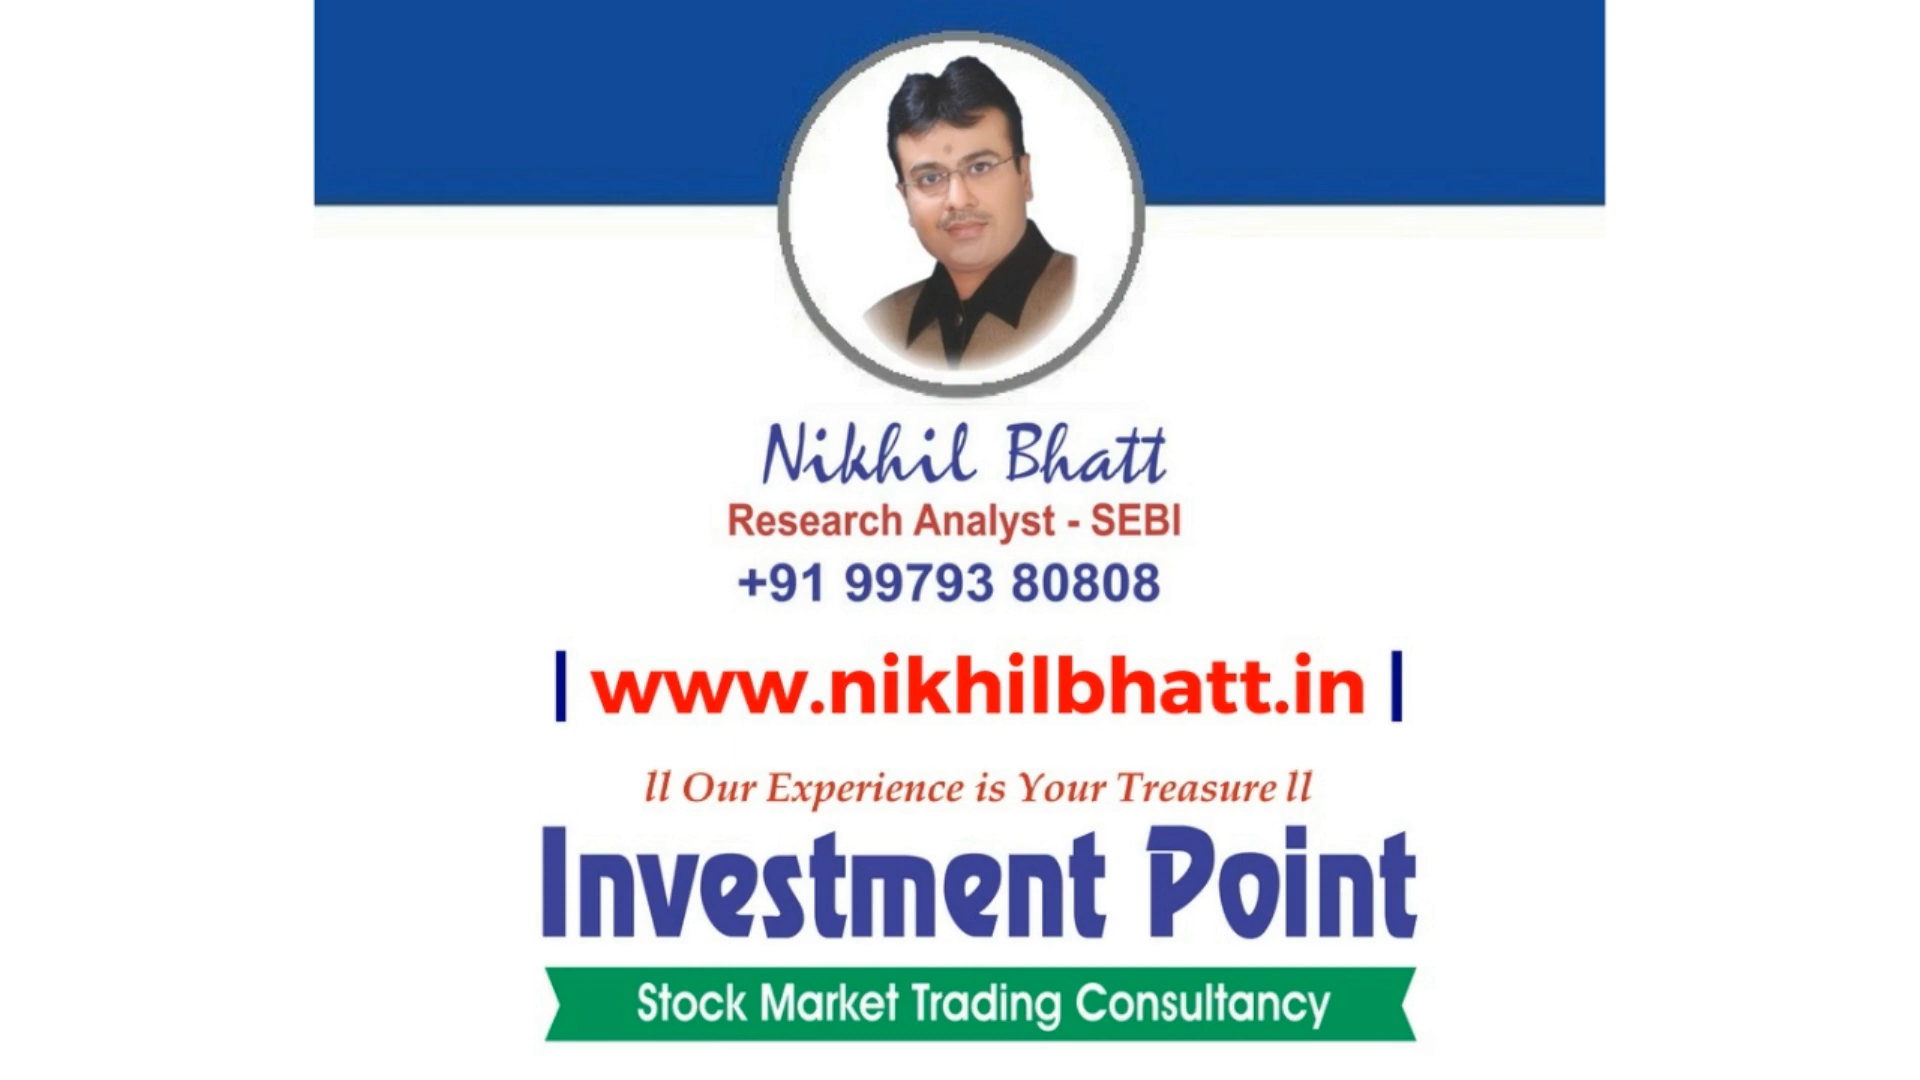 Nikhil Bhatt
Research Analyst - SEBI
+91 99793 80808
| www.nikhilbhatt.in |
ll Our Experience is Your Treasure ll
Investment Point
Stock Market Trading Consultancy